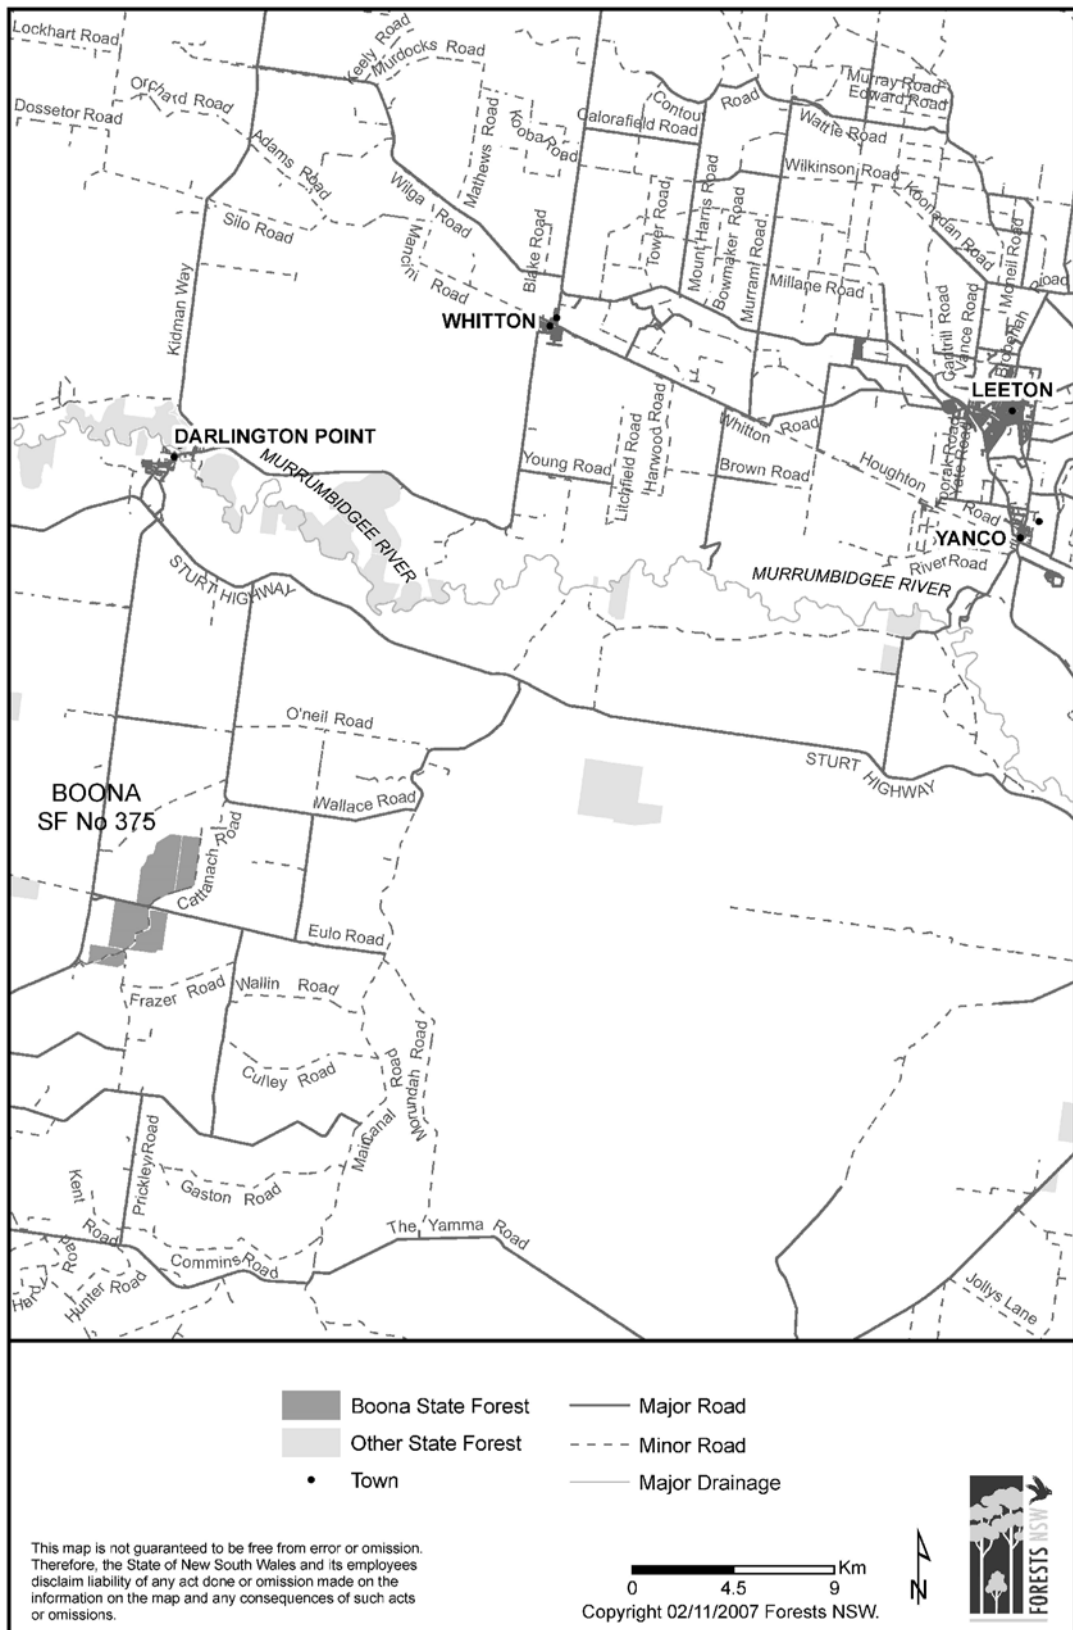 Lockhart Road
Keely Road
Murdocks Road
Orchard Road
Dossetor Road
Adams Road
Mathews Road
Kooba Road
Contour Road
Calorafield Road
Murray Road
Edward Road
Wattle Road
Wilkinson Road
Koonadan Road
Silo Road
Wilga Road
Mancini Road
Blake Road
Tower Road
Mount Harris Road
Bowmaker Road
Murrami Road
Millane Road
Cantrill Road
Vance Road
Brobenah Road
Kidman Way
WHITTON
LEETON
DARLINGTON POINT
MURRUMBIDGEE RIVER
Young Road
Litchfield Road
Harwood Road
Whitton Road
Brown Road
Houghton Road
Toorak Road
Yate Road
YANCO
River Road
MURRUMBIDGEE RIVER
STURT HIGHWAY
O'neil Road
STURT HIGHWAY
BOONA
SF No 375
Wallace Road
Cattanach Road
Eulo Road
Frazer Road
Wallin Road
Culley Road
Main Canal Road
Morundah Road
Prickley Road
Kent Road
Gaston Road
The Yamma Road
Commins Road
Hardy Road
Hunter Road
Jollys Lane
Boona State Forest
Other State Forest
Town
Major Road
Minor Road
Major Drainage
This map is not guaranteed to be free from error or omission.
Therefore, the State of New South Wales and its employees
disclaim liability of any act done or omission made on the
information on the map and any consequences of such acts
or omissions.
0 4.5 9 Km
Copyright 02/11/2007 Forests NSW.
N
FORESTS NSW